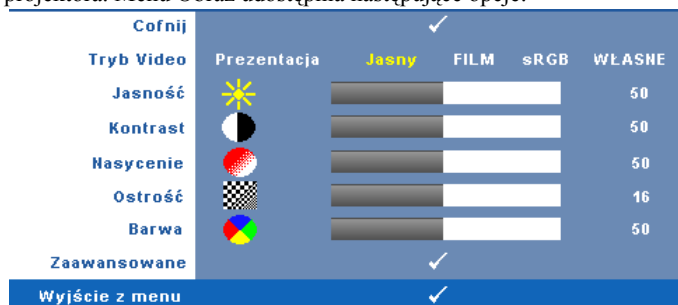 projektora. Menu Obraz udostępnia następujące opcje:
Cofnij
Tryb Video Prezentacja Jasny FILM sRGB WŁASNE
Jasność 50
Kontrast 50
Nasycenie 50
Ostrość 16
Barwa 50
Zaawansowane
Wyjście z menu